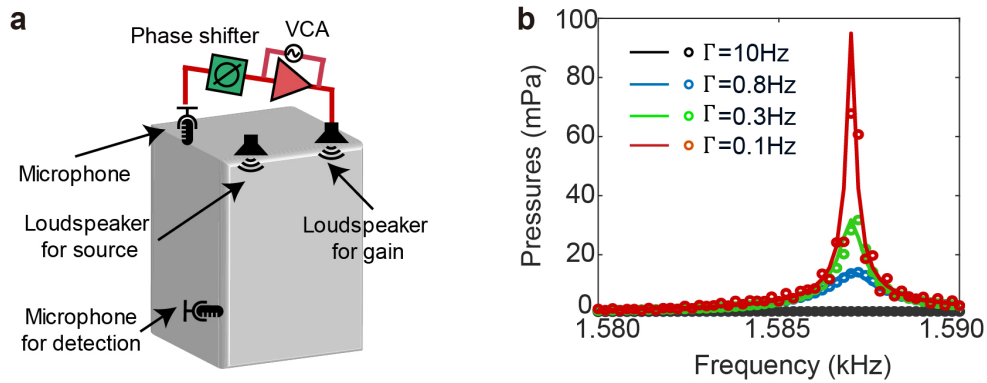 a
Phase shifter
VCA
Microphone
Loudspeaker
for source
Loudspeaker
for gain
Microphone
for detection
b
Pressures (mPa)
100
80
60
40
20
0
Γ=10Hz
Γ=0.8Hz
Γ=0.3Hz
Γ=0.1Hz
1.580
1.585
1.590
Frequency (kHz)